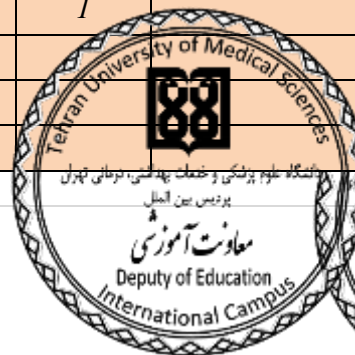 1
Tehran University of Medical Sciences
دانشگاه علوم پزشکی و خدمات بهداشتی، درمانی تهران
پردیس بین الملل
معاونت آموزشی
Deputy of Education
International Campus